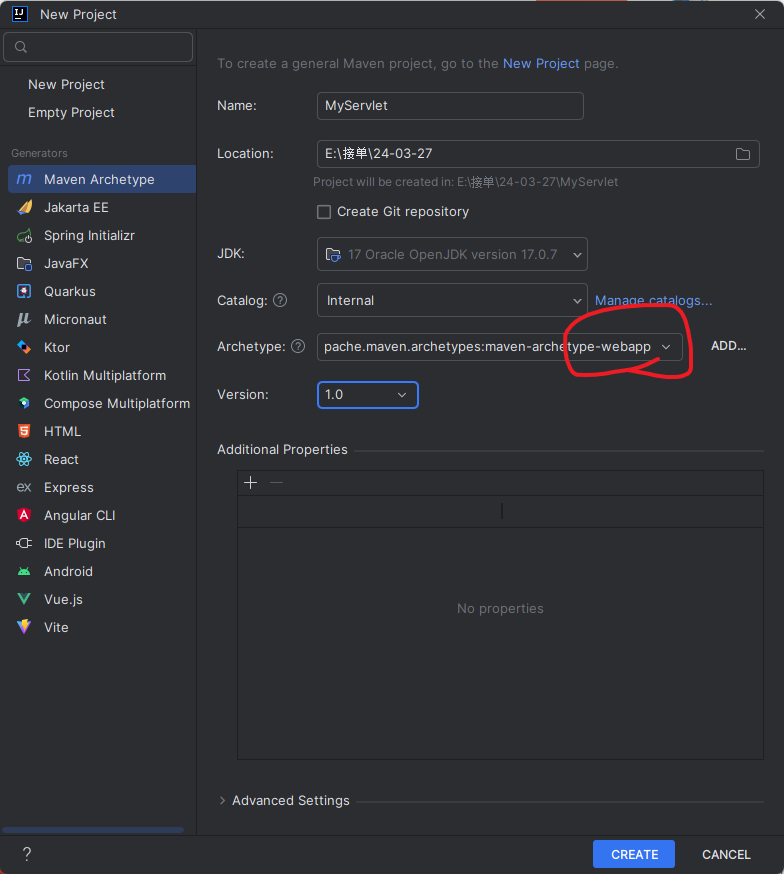 New Project
New Project
Empty Project
Generators
Maven Archetype
Jakarta EE
Spring Initializr
JavaFX
Quarkus
Micronaut
Ktor
Kotlin Multiplatform
Compose Multiplatform
HTML
React
Express
Angular CLI
IDE Plugin
Android
Vue.js
Vite
To create a general Maven project, go to the New Project page.
Name: MyServlet
Location: E:\接单\24-03-27
Project will be created in: E:\接单\24-03-27\MyServlet
Create Git repository
JDK: 17 Oracle OpenJDK version 17.0.7
Catalog: Internal Manage catalogs...
Archetype: pache.maven.archetypes:maven-archetype-webapp ADD...
Version: 1.0
Additional Properties
No properties
Advanced Settings
? CREATE CANCEL